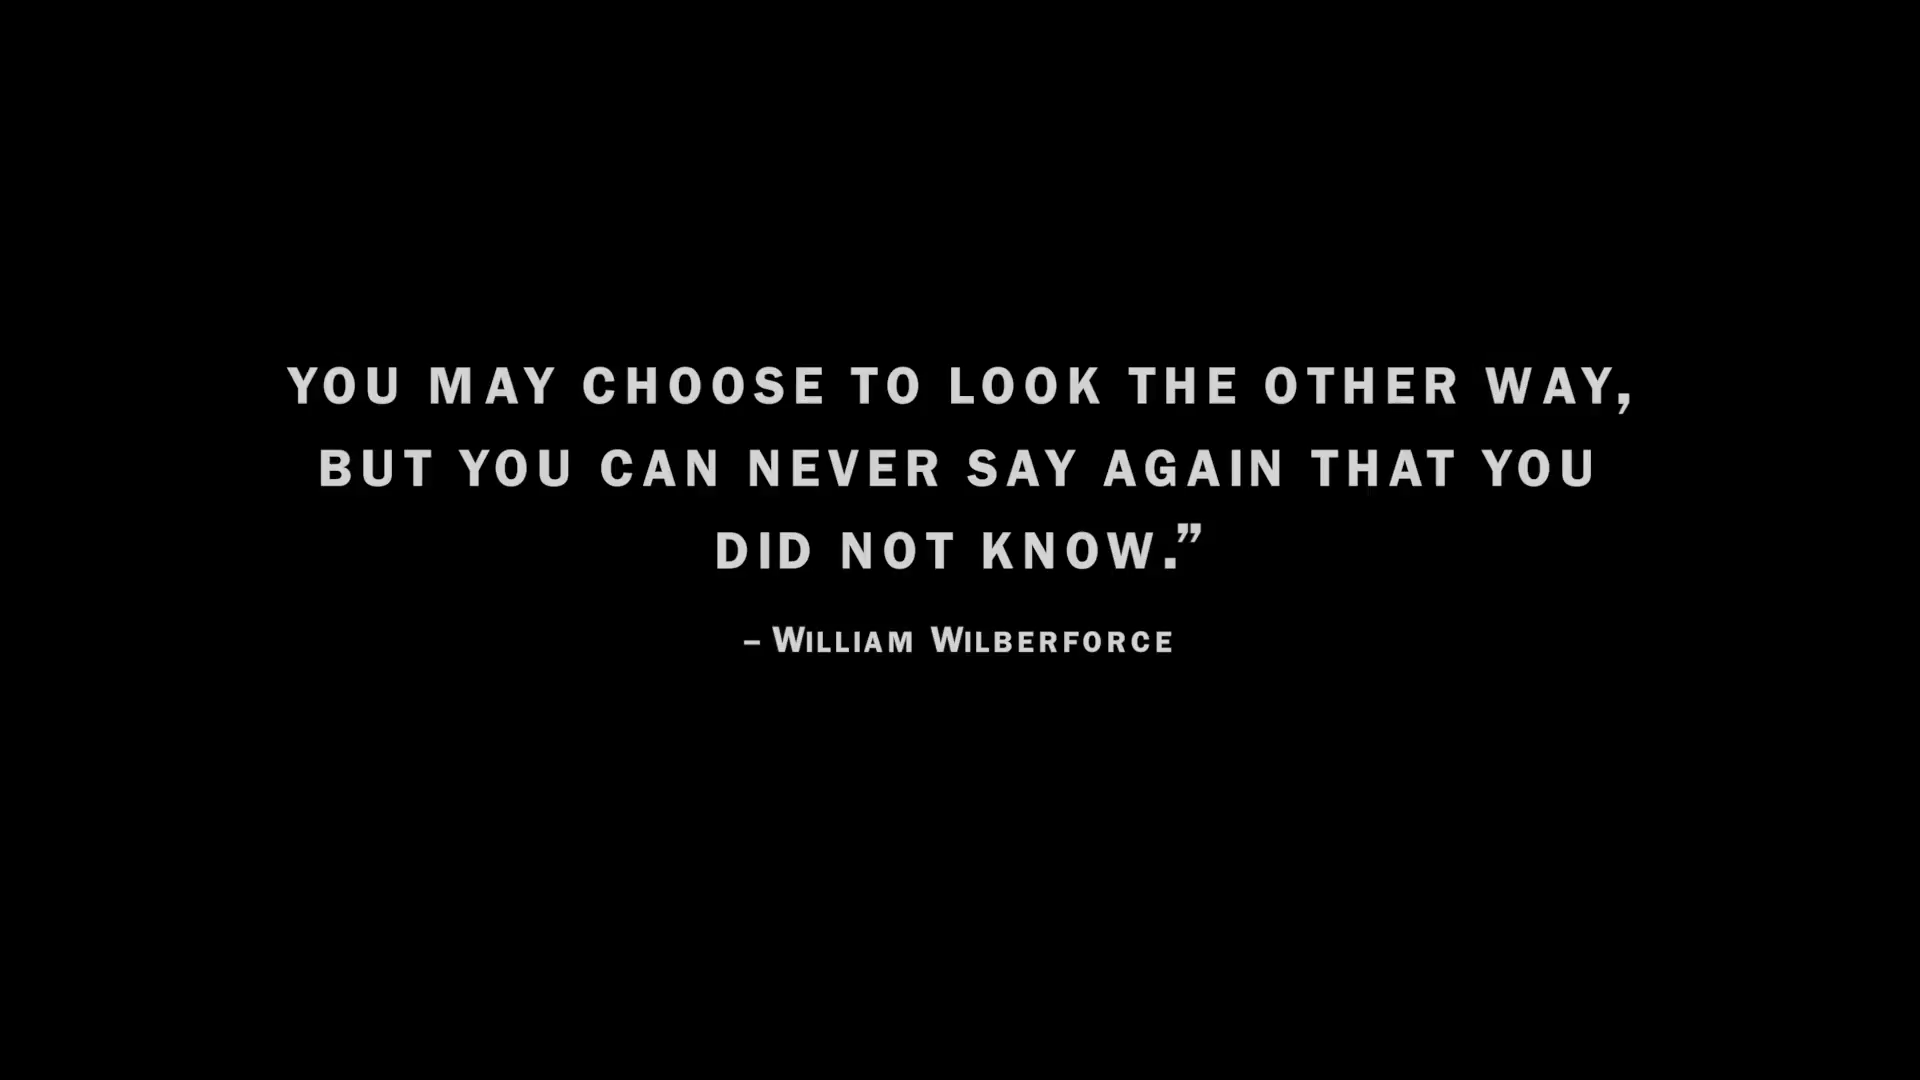 YOU MAY CHOOSE TO LOOK THE OTHER WAY,
BUT YOU CAN NEVER SAY AGAIN THAT YOU
DID NOT KNOW.”
– WILLIAM WILBERFORCE